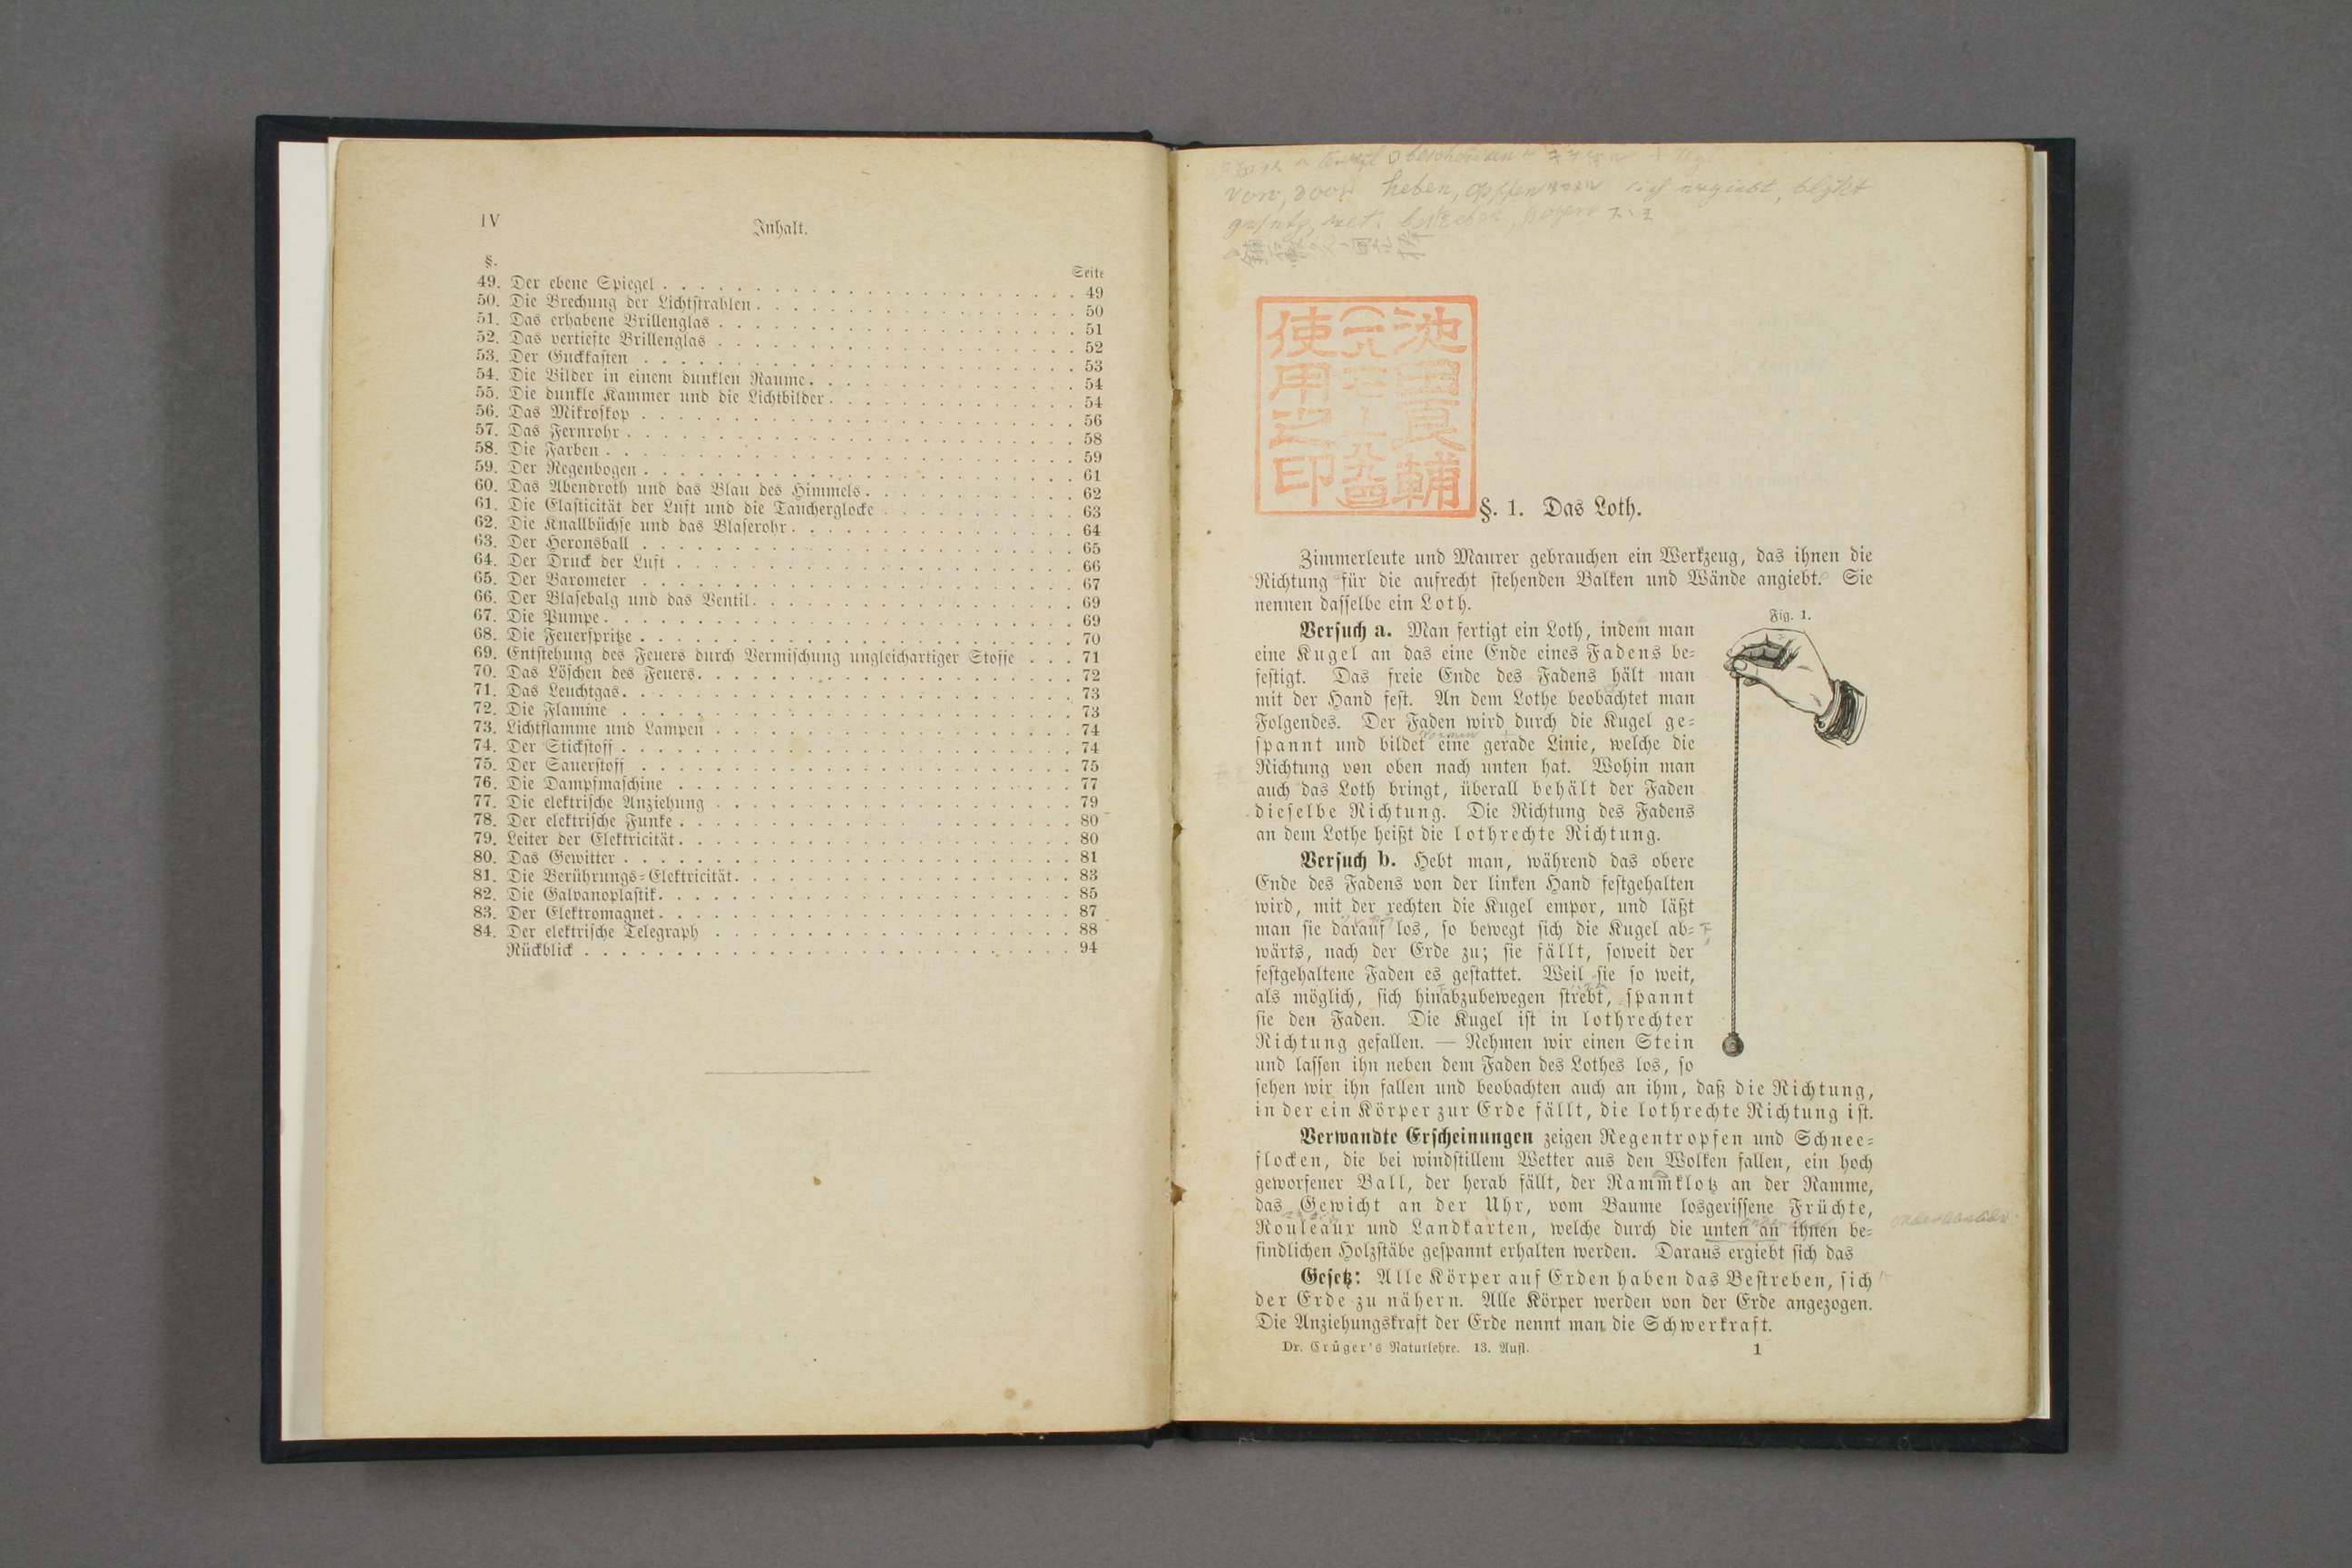 IV
Inhalt.
§.
Seite
49. Der ebene Spiegel . . . 49
50. Die Brechung der Lichtstrahlen . . . 50
51. Das erhabene Brillenglas . . . 51
52. Das vertiefte Brillenglas . . . 52
53. Der Guckkasten . . . 53
54. Die Bilder in einem dunklen Raume . . . 54
55. Die dunkle Kammer und die Lichtbilder . . . 54
56. Das Mikroskop . . . 56
57. Das Fernrohr . . . 58
58. Die Farben . . . 59
59. Der Regenbogen . . . 61
60. Das Abendroth und das Blau des Himmels . . . 62
61. Die Elasticität der Luft und die Taucherglocke . . . 63
62. Die Knallbüchse und das Blaserohr . . . 64
63. Der Heronsball . . . 65
64. Der Druck der Luft . . . 66
65. Der Barometer . . . 67
66. Der Blasebalg und das Ventil . . . 69
67. Die Pumpe . . . 69
68. Die Feuerspritze . . . 70
69. Entstehung des Feuers durch Vermischung ungleichartiger Stoffe . . . 71
70. Das Löschen des Feuers . . . 72
71. Das Leuchtgas . . . 73
72. Die Flamme . . . 73
73. Lichtflamme und Lampen . . . 74
74. Der Stickstoff . . . 74
75. Der Sauerstoff . . . 75
76. Die Dampfmaschine . . . 77
77. Die elektrische Anziehung . . . 79
78. Der elektrische Funke . . . 80
79. Leiter der Elektricität . . . 80
80. Das Gewitter . . . 81
81. Die Berührungs-Elektricität . . . 83
82. Die Galvanoplastik . . . 85
83. Der Elektromagnet . . . 87
84. Der elektrische Telegraph . . . 88
Rückblick . . . 94
von, door heben, sich ergiebt, blykt
使用之印
§. 1. Das Loth.
Zimmerleute und Maurer gebrauchen ein Werkzeug, das ihnen die
Richtung für die aufrecht stehenden Balken und Wände angiebt. Sie
nennen dasselbe ein Loth.
Fig. 1.
Versuch a. Man fertigt ein Loth, indem man
eine Kugel an das eine Ende eines Fadens be-
festigt. Das freie Ende des Fadens hält man
mit der Hand fest. An dem Lothe beobachtet man
Folgendes. Der Faden wird durch die Kugel ge-
spannt und bildet eine gerade Linie, welche die
Richtung von oben nach unten hat. Wohin man
auch das Loth bringt, überall behält der Faden
dieselbe Richtung. Die Richtung des Fadens
an dem Lothe heißt die lothrechte Richtung.
Versuch b. Hebt man, während das obere
Ende des Fadens von der linken Hand festgehalten
wird, mit der rechten die Kugel empor, und läßt
man sie darauf los, so bewegt sich die Kugel ab-
wärts, nach der Erde zu; sie fällt, soweit der
festgehaltene Faden es gestattet. Weil sie so weit,
als möglich, sich hinabzubewegen strebt, spannt
sie den Faden. Die Kugel ist in lothrechter
Richtung gefallen. — Nehmen wir einen Stein
und lassen ihn neben dem Faden des Lothes los, so
sehen wir ihn fallen und beobachten auch an ihm, daß die Richtung,
in der ein Körper zur Erde fällt, die lothrechte Richtung ist.
Verwandte Erscheinungen zeigen Regentropfen und Schnee-
flocken, die bei windstillem Wetter aus den Wolken fallen, ein hoch
geworfener Ball, der herab fällt, der Rammklotz an der Ramme,
das Gewicht an der Uhr, vom Baume losgerissene Früchte,
Rouleaux und Landkarten, welche durch die unten an ihnen be-
findlichen Holzstäbe gespannt erhalten werden. Daraus ergiebt sich das
Gesetz: Alle Körper auf Erden haben das Bestreben, sich
der Erde zu nähern. Alle Körper werden von der Erde angezogen.
Die Anziehungskraft der Erde nennt man die Schwerkraft.
Dr. Crüger's Naturlehre. 13. Aufl.
1